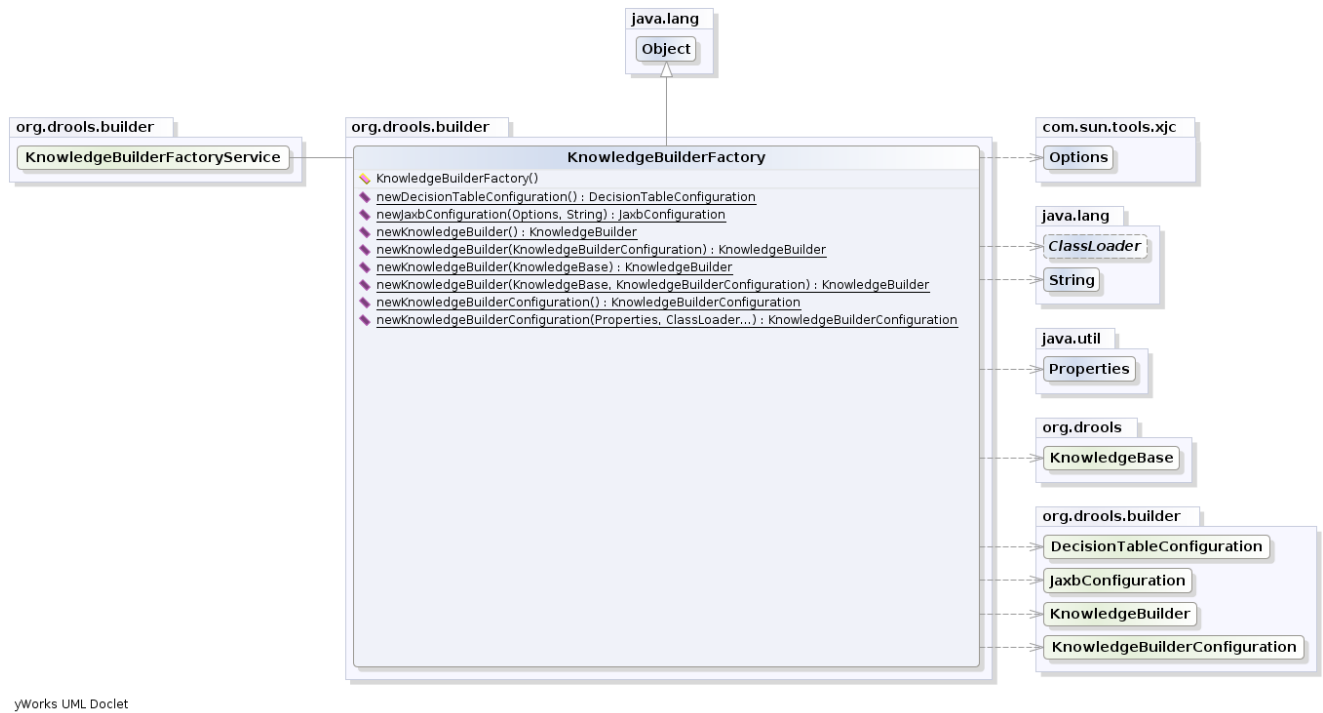 java.lang
Object
org.drools.builder
KnowledgeBuilderFactoryService
org.drools.builder
KnowledgeBuilderFactory
KnowledgeBuilderFactory()
newDecisionTableConfiguration() : DecisionTableConfiguration
newJaxbConfiguration(Options, String) : JaxbConfiguration
newKnowledgeBuilder() : KnowledgeBuilder
newKnowledgeBuilder(KnowledgeBuilderConfiguration) : KnowledgeBuilder
newKnowledgeBuilder(KnowledgeBase) : KnowledgeBuilder
newKnowledgeBuilder(KnowledgeBase, KnowledgeBuilderConfiguration) : KnowledgeBuilder
newKnowledgeBuilderConfiguration() : KnowledgeBuilderConfiguration
newKnowledgeBuilderConfiguration(Properties, ClassLoader...) : KnowledgeBuilderConfiguration
com.sun.tools.xjc
Options
java.lang
ClassLoader
String
java.util
Properties
org.drools
KnowledgeBase
org.drools.builder
DecisionTableConfiguration
JaxbConfiguration
KnowledgeBuilder
KnowledgeBuilderConfiguration
yWorks UML Doclet